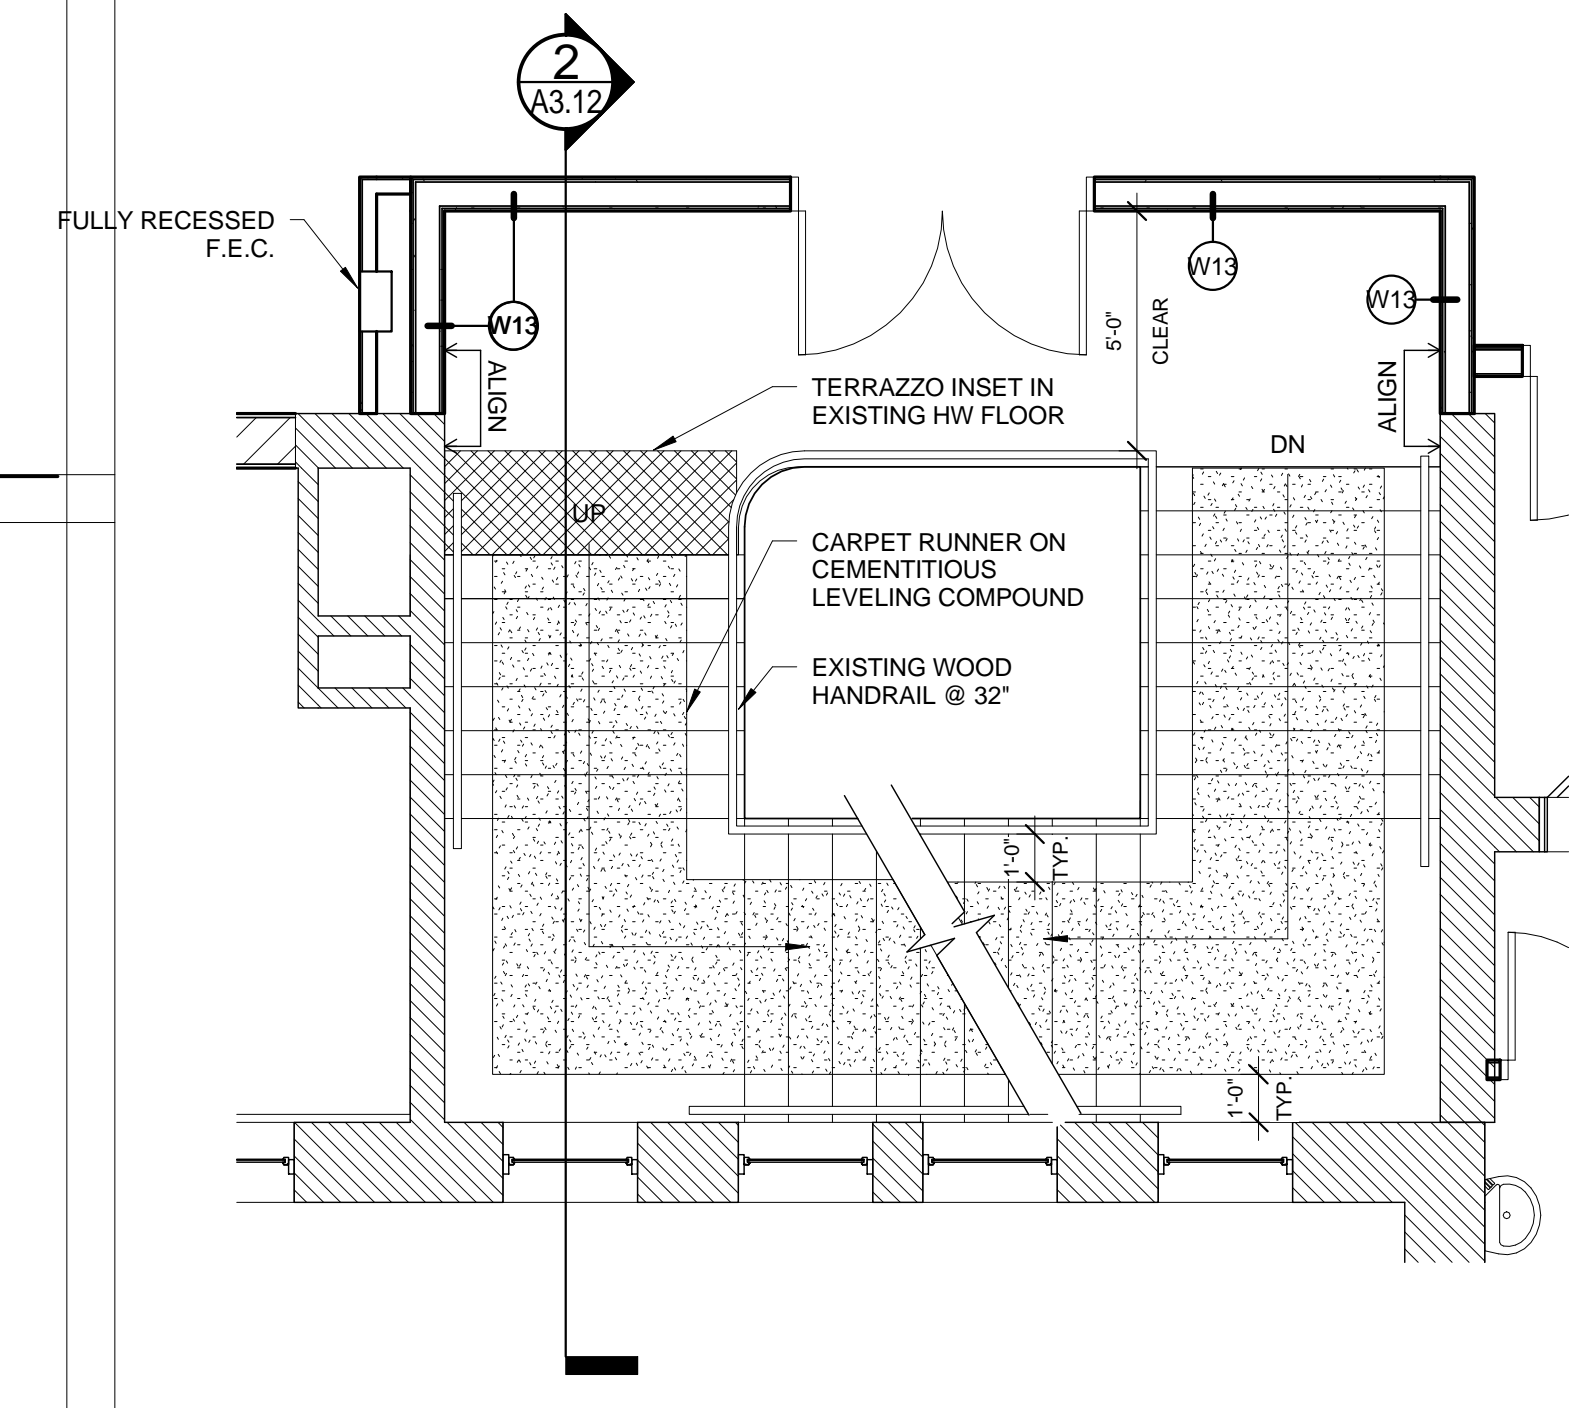 2
A3.12
FULLY RECESSED
F.E.C.
W13
W13
W13
5'-0"
CLEAR
ALIGN
ALIGN
TERRAZZO INSET IN
EXISTING HW FLOOR
DN
UP
CARPET RUNNER ON
CEMENTITIOUS
LEVELING COMPOUND
EXISTING WOOD
HANDRAIL @ 32"
1'-0"
TYP.
1'-0"
TYP.